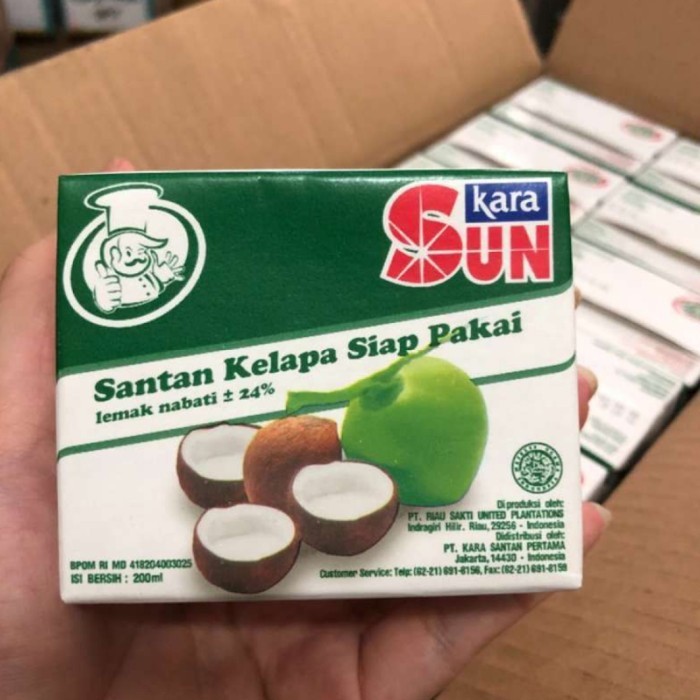 kara
SUN
Santan Kelapa Siap Pakai
lemak nabati ± 24%
Diproduksi oleh:
PT. RIAU SAKTI UNITED PLANTATIONS
Indragiri Hilir, Riau, 29256 - Indonesia
Didistribusi oleh:
PT. KARA SANTAN PERTAMA
Jakarta, 14430 - Indonesia
BPOM RI MD 418204003025
ISI BERSIH : 200ml
Customer Service: Telp: (62-21) 691-8156, Fax: (62-21) 691-8159